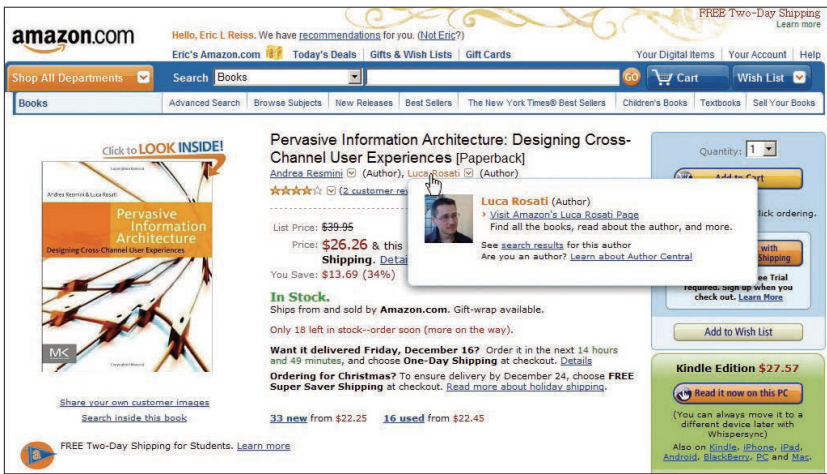 FREE Two-Day Shipping
Learn more
amazon.com
Hello, Eric L Reiss. We have recommendations for you. (Not Eric?)
Eric's Amazon.com Today's Deals Gifts & Wish Lists Gift Cards Your Digital Items Your Account Help
Shop All Departments Search Books GO Cart Wish List
Books Advanced Search Browse Subjects New Releases Best Sellers The New York Times® Best Sellers Children's Books Textbooks Sell Your Books
Click to LOOK INSIDE!
Andrea Resmini & Luca Rosati
Pervasive
Information
Architecture
Designing Cross-Channel User Experiences
MK
Share your own customer images
Search inside this book
Pervasive Information Architecture: Designing Cross-
Channel User Experiences [Paperback]
Andrea Resmini (Author), Luca Rosati (Author)
(2 customer
Luca Rosati (Author)
Visit Amazon's Luca Rosati Page
Find all the books, read about the author, and more.
See search results for this author
Are you an author? Learn about Author Central
List Price: $39.95
Price: $26.26 & this
Shipping.
You Save: $13.69 (34%)
In Stock.
Ships from and sold by Amazon.com. Gift-wrap available.
Only 18 left in stock--order soon (more on the way).
Want it delivered Friday, December 16? Order it in the next 14 hours
and 49 minutes, and choose One-Day Shipping at checkout. Details
Ordering for Christmas? To ensure delivery by December 24, choose FREE
Super Saver Shipping at checkout. Read more about holiday shipping.
33 new from $22.25 16 used from $22.45
FREE Two-Day Shipping for Students. Learn more
Quantity: 1
Add to Cart
click ordering.
with
Shipping
Trial
required. Sign up when you
check out. Learn More
Add to Wish List
Kindle Edition $27.57
Read it now on this PC
(You can always move it to a
different device later with
Whispersync)
Also on Kindle, iPhone, iPad,
Android, BlackBerry, PC and Mac.